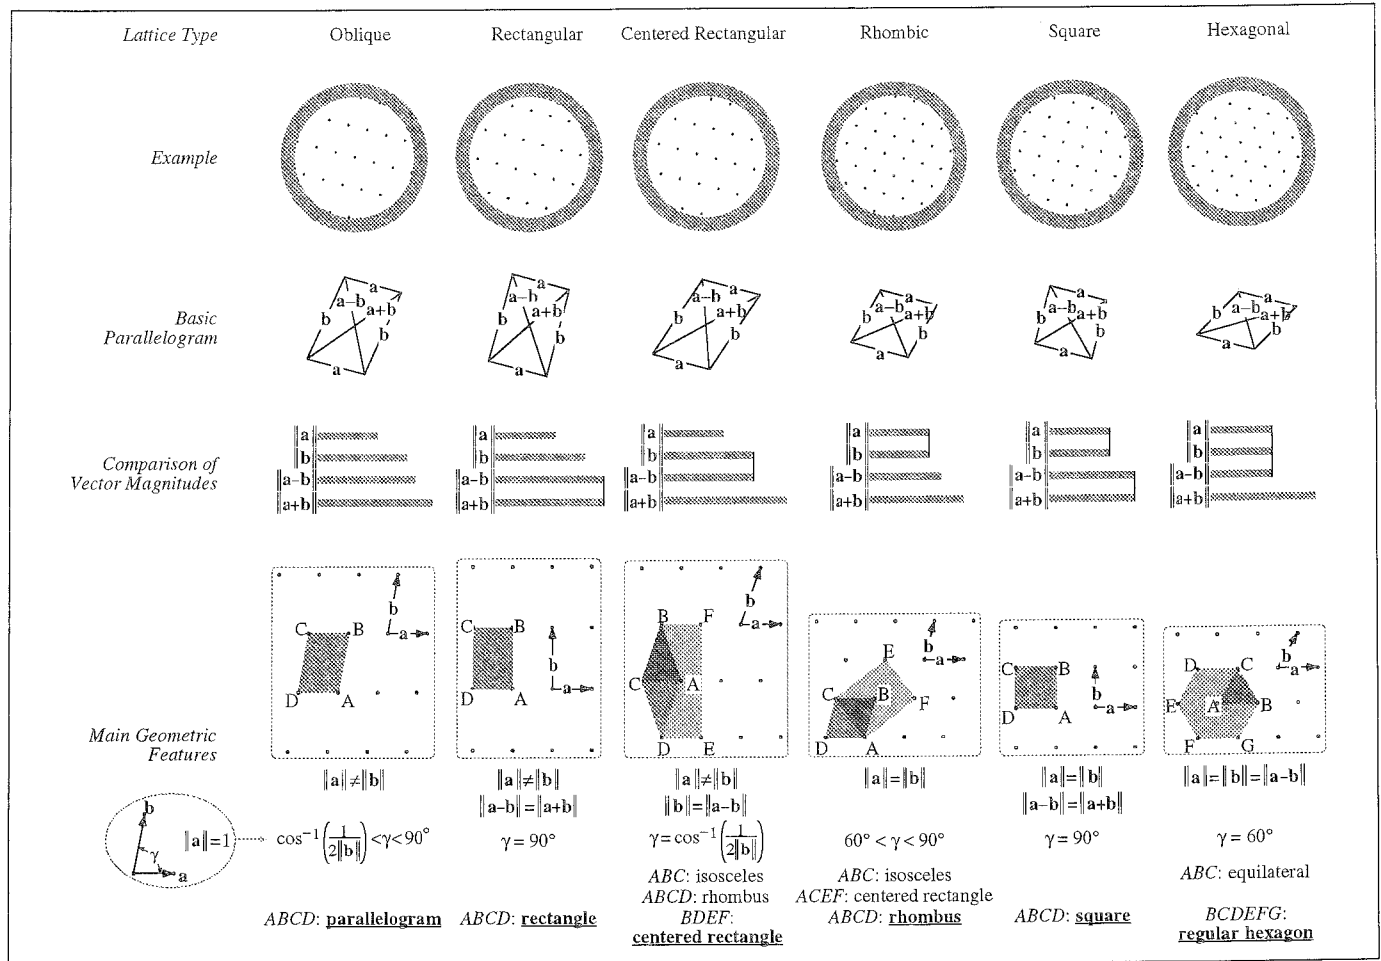 Lattice Type Oblique Rectangular Centered Rectangular Rhombic Square Hexagonal
Example
Basic
Parallelogram
a a–b b a+b b a
a a–b b a+b b a
a a–b b a+b b a
a a–b b a+b b a
a a–b b a+b b a
a a–b b a+b b a
Comparison of
Vector Magnitudes
‖a‖ ‖a‖ ‖a‖ ‖a‖ ‖a‖ ‖a‖
‖b‖ ‖b‖ ‖b‖ ‖b‖ ‖b‖ ‖b‖
‖a–b‖ ‖a–b‖ ‖a–b‖ ‖a–b‖ ‖a–b‖ ‖a–b‖
‖a+b‖ ‖a+b‖ ‖a+b‖ ‖a+b‖ ‖a+b‖ ‖a+b‖
Main Geometric
Features
C B D A b a
C B D A b a
B F C A D E b a
E C B F D A b a
C B D A b a
D C E A B F G b a
‖a‖≠‖b‖ ‖a‖≠‖b‖ ‖a‖≠‖b‖ ‖a‖=‖b‖ ‖a‖=‖b‖ ‖a‖=‖b‖=‖a–b‖
‖a–b‖=‖a+b‖ ‖b‖=‖a–b‖ ‖a–b‖=‖a+b‖
b γ a ‖a‖=1
cos⁻¹(1/2‖b‖)<γ<90° γ=90° γ=cos⁻¹(1/2‖b‖) 60°<γ<90° γ=90° γ=60°
ABC: isosceles ABC: isosceles ABC: equilateral
ABCD: rhombus ACEF: centered rectangle
ABCD: parallelogram ABCD: rectangle BDEF: ABCD: rhombus ABCD: square BCDEFG:
centered rectangle regular hexagon